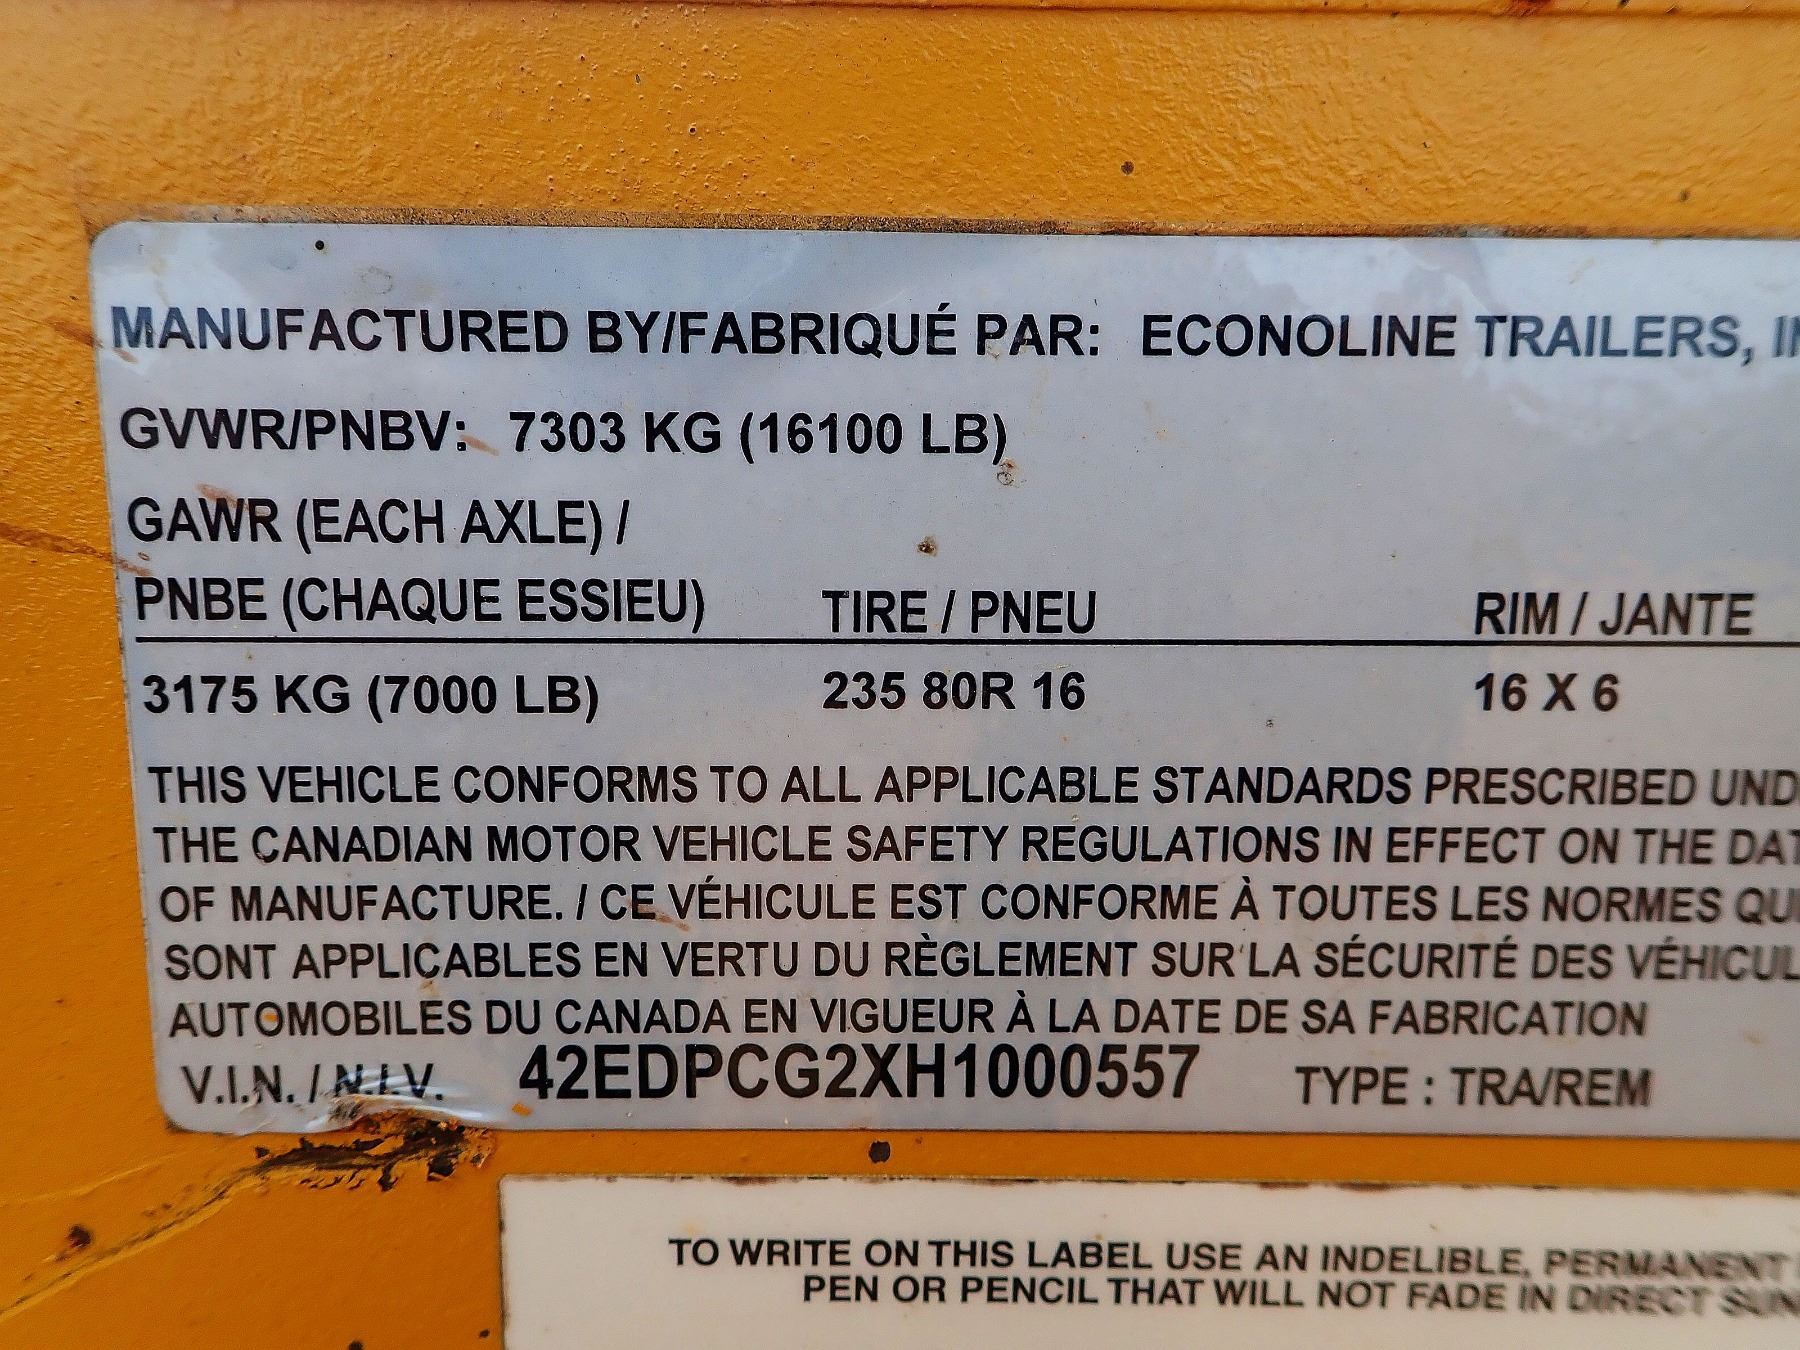 MANUFACTURED BY/FABRIQUÉ PAR: ECONOLINE TRAILERS,
GVWR/PNBV: 7303 KG (16100 LB)
GAWR (EACH AXLE) /
PNBE (CHAQUE ESSIEU) TIRE / PNEU RIM / JANTE
3175 KG (7000 LB) 235 80R 16 16 X 6
THIS VEHICLE CONFORMS TO ALL APPLICABLE STANDARDS PRESCRIBED
THE CANADIAN MOTOR VEHICLE SAFETY REGULATIONS IN EFFECT ON THE
OF MANUFACTURE. / CE VÉHICULE EST CONFORME À TOUTES LES NORMES
SONT APPLICABLES EN VERTU DU RÈGLEMENT SUR LA SÉCURITÉ DES
AUTOMOBILES DU CANADA EN VIGUEUR À LA DATE DE SA FABRICATION
V.I.N. / N.I.V. 42EDPCG2XH1000557 TYPE : TRA/REM
TO WRITE ON THIS LABEL USE AN INDELIBLE, PERMANENT
PEN OR PENCIL THAT WILL NOT FADE IN DIRECT